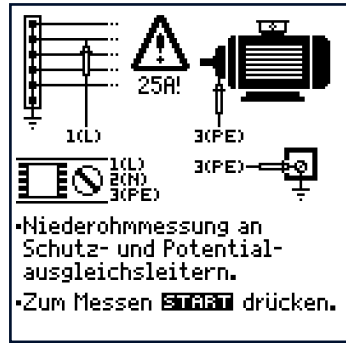 25A!
1(L)
3(PE)
1(L)
2(N)
3(PE)
3(PE)
▪Niederohmmessung an
Schutz- und Potential-
ausgleichsleitern.
▪Zum Messen START drücken.